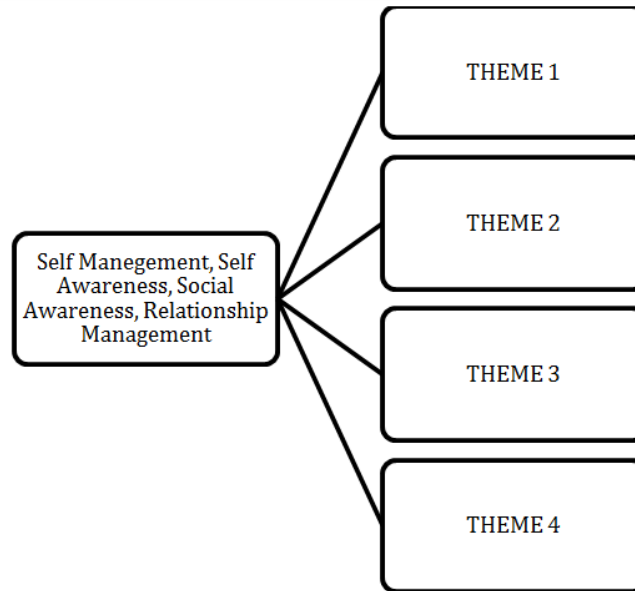 THEME 1
THEME 2
Self Manegement, Self
Awareness, Social
Awareness, Relationship
Management
THEME 3
THEME 4